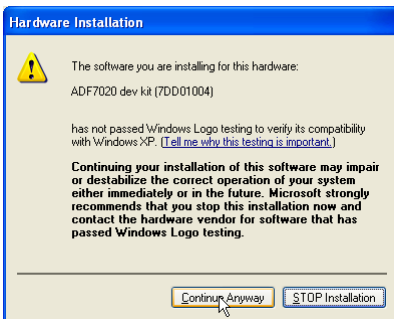 Hardware Installation
The software you are installing for this hardware:
ADF7020 dev kit (7DD01004)
has not passed Windows Logo testing to verify its compatibility
with Windows XP. (Tell me why this testing is important.)
Continuing your installation of this software may impair
or destabilize the correct operation of your system
either immediately or in the future. Microsoft strongly
recommends that you stop this installation now and
contact the hardware vendor for software that has
passed Windows Logo testing.
Continue Anyway STOP Installation